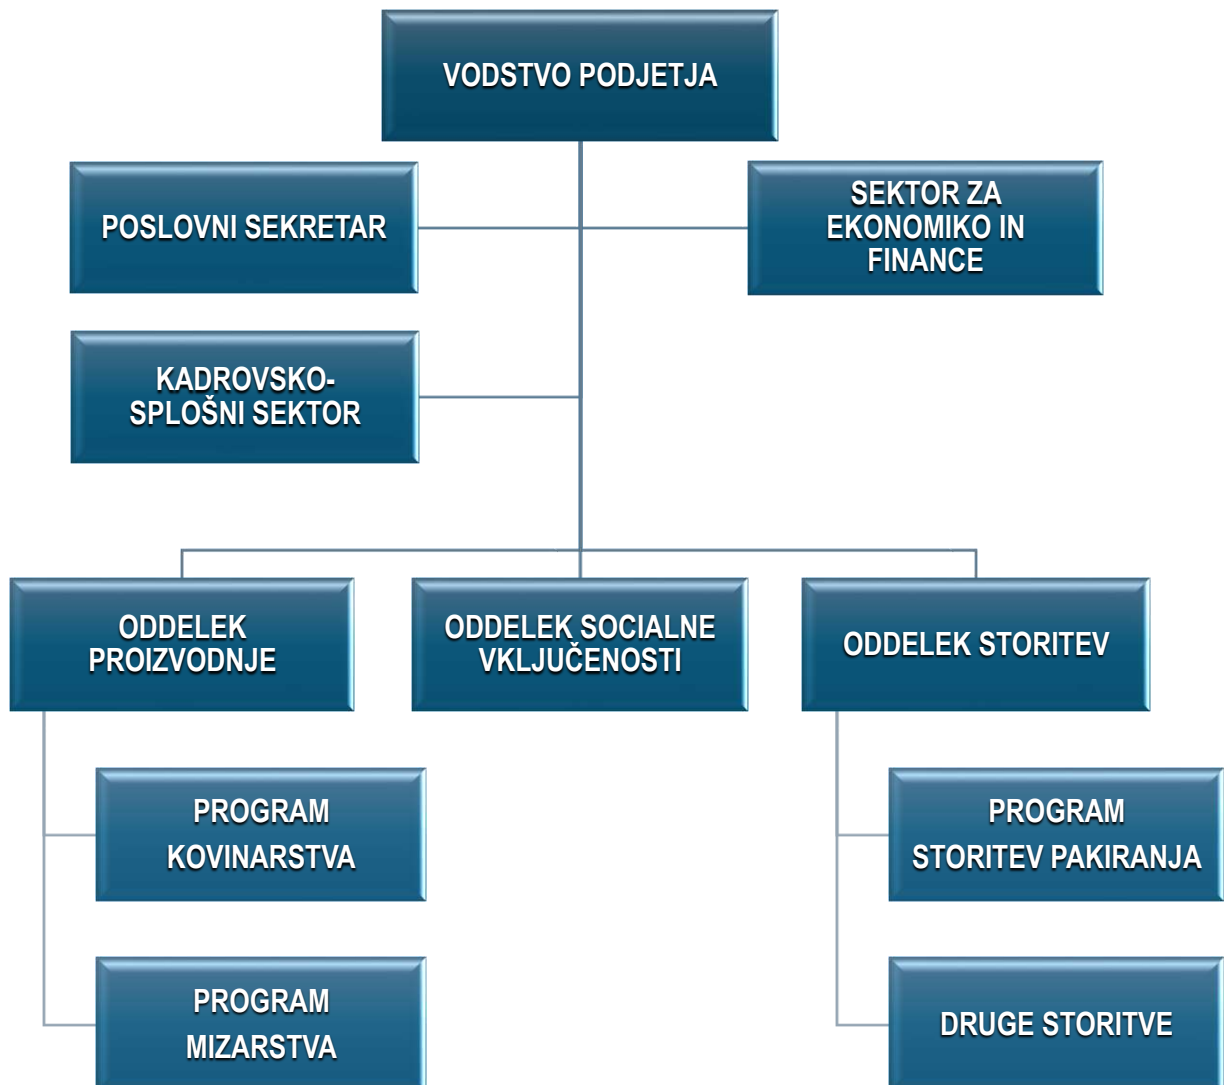 VODSTVO PODJETJA
POSLOVNI SEKRETAR
SEKTOR ZA
EKONOMIKO IN
FINANCE
KADROVSKO-
SPLOŠNI SEKTOR
ODDELEK
PROIZVODNJE
ODDELEK SOCIALNE
VKLJUČENOSTI
ODDELEK STORITEV
PROGRAM
KOVINARSTVA
PROGRAM
STORITEV PAKIRANJA
PROGRAM
MIZARSTVA
DRUGE STORITVE